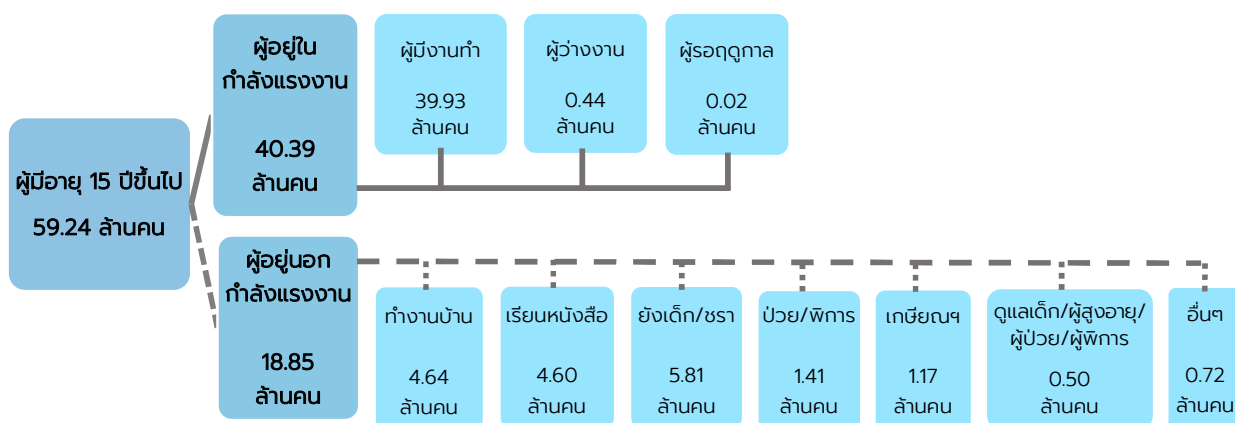 ผู้มีอายุ 15 ปีขึ้นไป
59.24 ล้านคน
ผู้อยู่ใน
กำลังแรงงาน
40.39
ล้านคน
ผู้มีงานทำ
39.93
ล้านคน
ผู้ว่างงาน
0.44
ล้านคน
ผู้รอฤดูกาล
0.02
ล้านคน
ผู้อยู่นอก
กำลังแรงงาน
18.85
ล้านคน
ทำงานบ้าน
4.64
ล้านคน
เรียนหนังสือ
4.60
ล้านคน
ยังเด็ก/ชรา
5.81
ล้านคน
ป่วย/พิการ
1.41
ล้านคน
เกษียณฯ
1.17
ล้านคน
ดูแลเด็ก/ผู้สูงอายุ/
ผู้ป่วย/ผู้พิการ
0.50
ล้านคน
อื่นๆ
0.72
ล้านคน